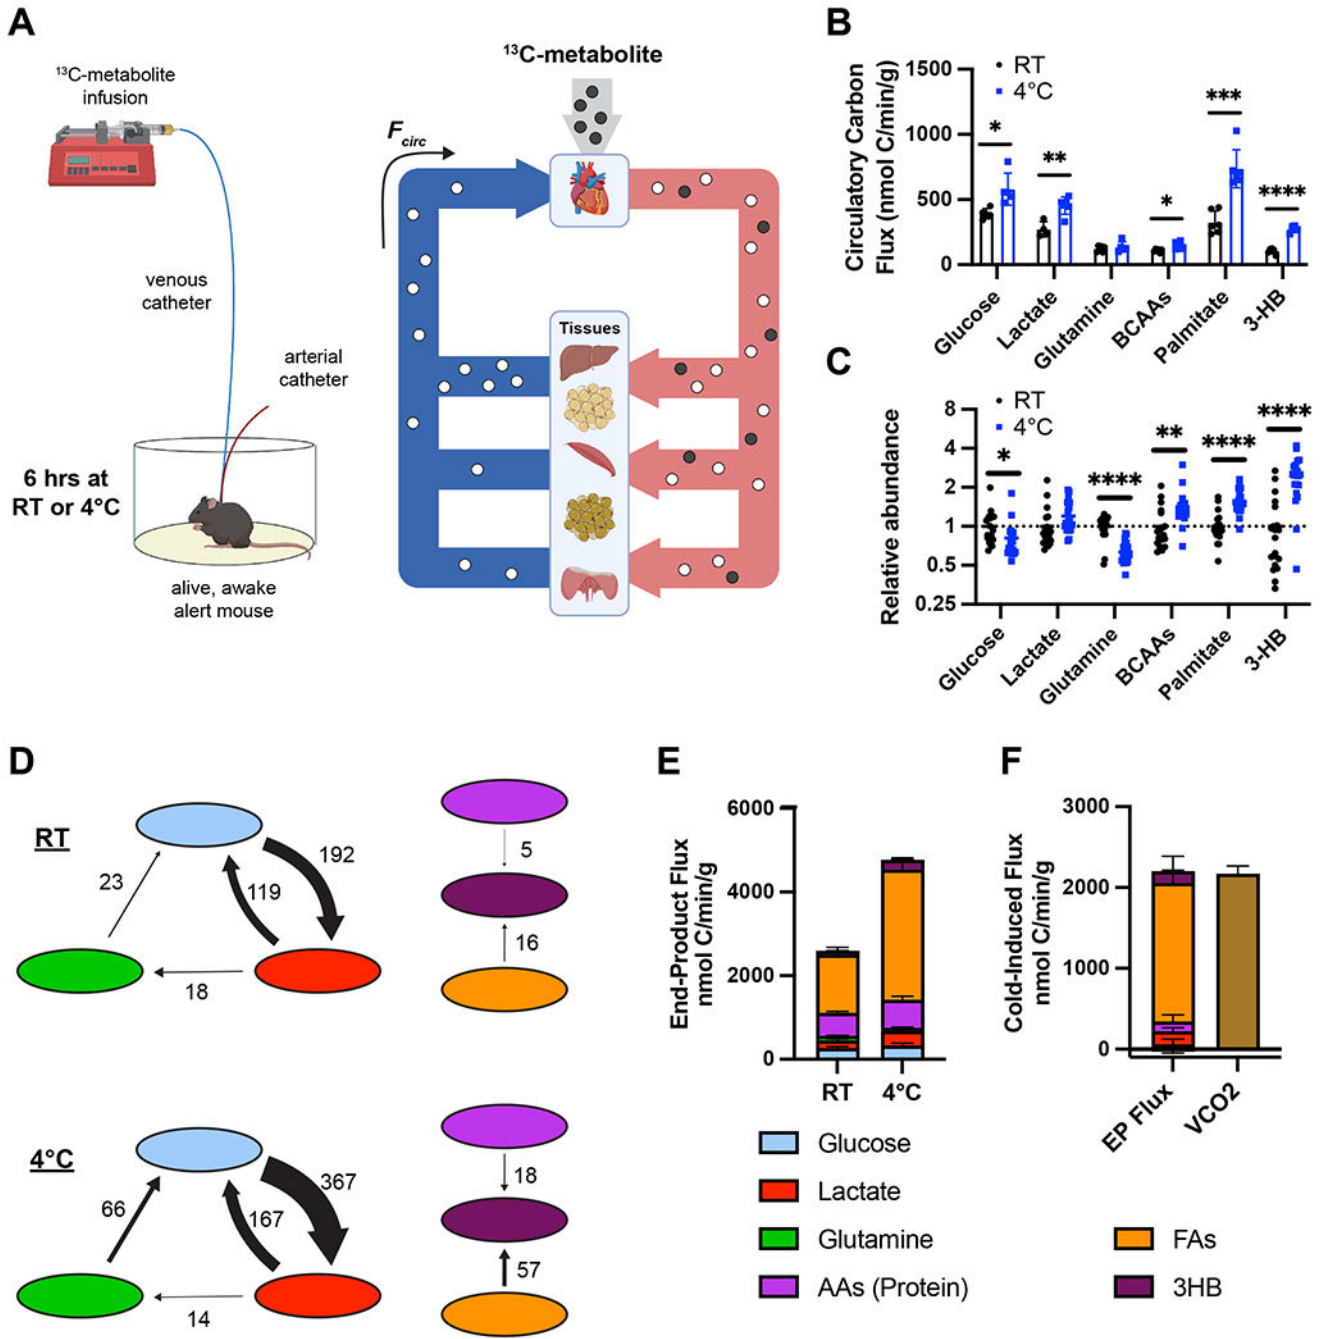 A
¹³C-metabolite
infusion
venous
catheter
arterial
catheter
6 hrs at
RT or 4°C
alive, awake
alert mouse
¹³C-metabolite
Fcirc
Tissues
B
Circulatory Carbon
Flux (nmol C/min/g)
1500
1000
500
0
RT
4°C
*
**
*
***
****
Glucose
Lactate
Glutamine
BCAAs
Palmitate
3-HB
C
Relative abundance
8
4
2
1
0.5
0.25
RT
4°C
*
****
**
****
****
Glucose
Lactate
Glutamine
BCAAs
Palmitate
3-HB
D
RT
23
119
192
18
5
16
4°C
66
167
367
14
18
57
E
End-Product Flux
nmol C/min/g
6000
4000
2000
0
RT
4°C
F
Cold-Induced Flux
nmol C/min/g
3000
2000
1000
0
EP Flux
VCO2
Glucose
Lactate
Glutamine
AAs (Protein)
FAs
3HB